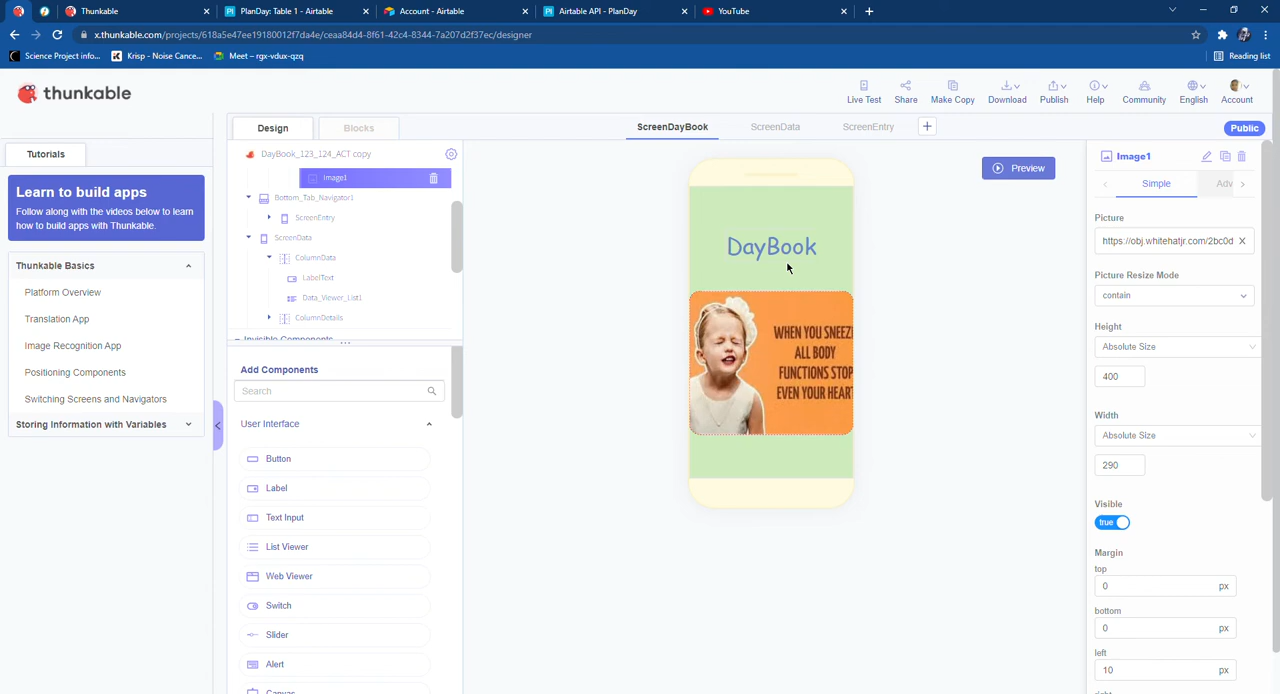 Thunkable
PlanDay: Table 1 - Airtable
Account - Airtable
Airtable API - PlanDay
YouTube
x.thunkable.com/projects/618a5e47ee19180012f7da4e/ceaa84d4-8f61-42c4-8344-7a207d2f37ec/designer
Science Project info...
Krisp - Noise Cance...
Meet – rgx-vdux-qzq
Reading list
thunkable
Live Test
Share
Make Copy
Download
Publish
Help
Community
English
Account
Design
Blocks
ScreenDayBook
ScreenData
ScreenEntry
Public
Tutorials
Learn to build apps
Follow along with the videos below to learn
how to build apps with Thunkable.
Thunkable Basics
Platform Overview
Translation App
Image Recognition App
Positioning Components
Switching Screens and Navigators
Storing Information with Variables
DayBook_123_124_ACT copy
Image1
Bottom_Tab_Navigator1
ScreenEntry
ScreenData
ColumnData
LabelText
Data_Viewer_List1
ColumnDetails
Invisible Components
Add Components
Search
User Interface
Button
Label
Text Input
List Viewer
Web Viewer
Switch
Slider
Alert
Canvas
Preview
DayBook
WHEN YOU SNEEZ
ALL BODY
FUNCTIONS STOP
EVEN YOUR HEAR
Image1
Simple
Adv
Picture
https://obj.whitehatjr.com/2bc0d
Picture Resize Mode
contain
Height
Absolute Size
400
Width
Absolute Size
290
Visible
true
Margin
top
0 px
bottom
0 px
left
10 px
right